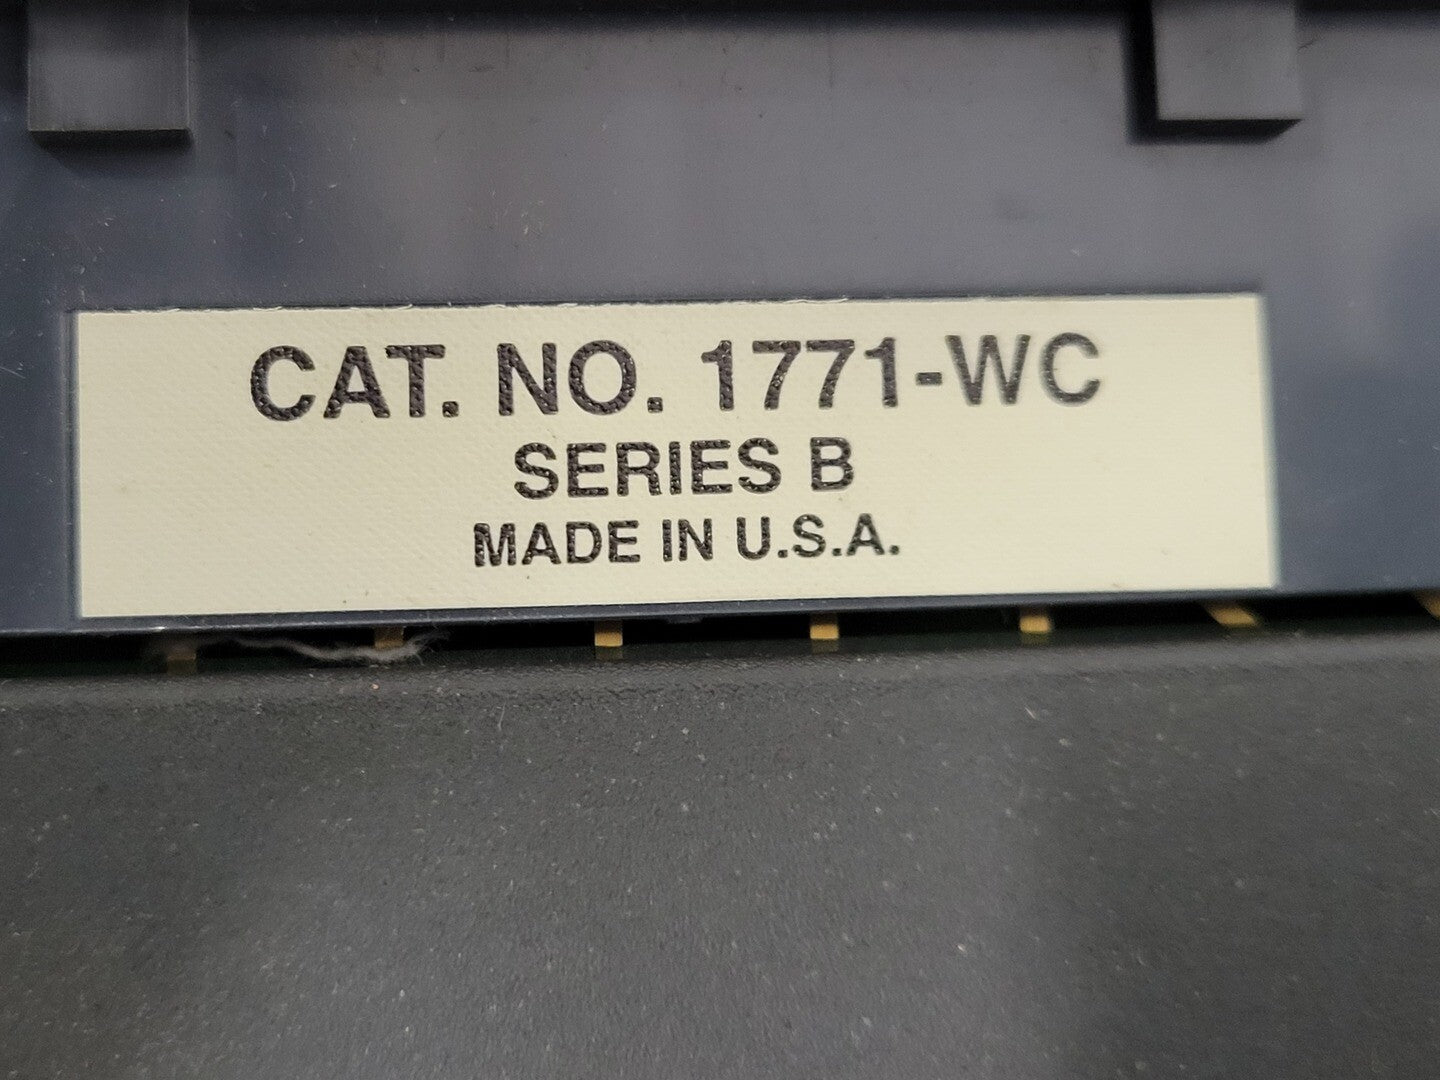 CAT. NO. 1771-WC
SERIES B
MADE IN U.S.A.